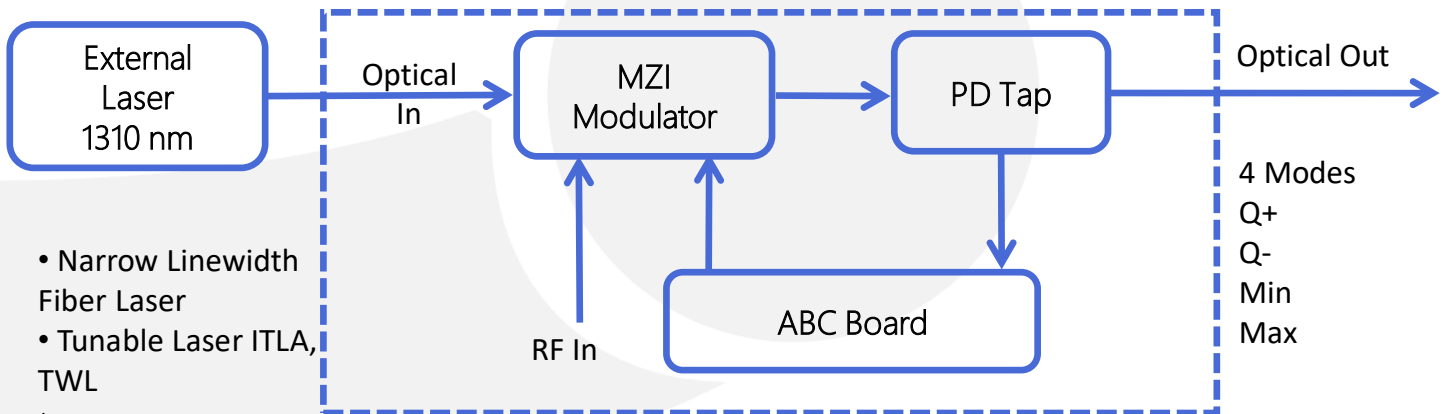 External
Laser
1310 nm
Optical
In
MZI
Modulator
PD Tap
Optical Out
4 Modes
Q+
Q-
Min
Max
• Narrow Linewidth
Fiber Laser
• Tunable Laser ITLA,
TWL
RF In
ABC Board